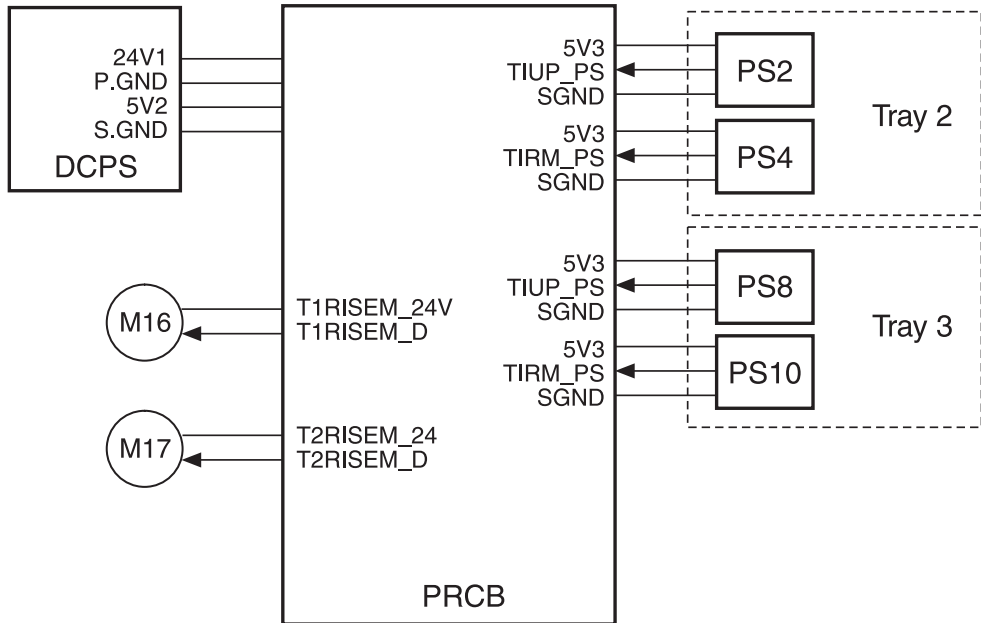 24V1
P.GND
5V2
S.GND
DCPS
M16
T1RISEM_24V
T1RISEM_D
M17
T2RISEM_24
T2RISEM_D
PRCB
5V3
TIUP_PS
SGND
PS2
5V3
TIRM_PS
SGND
PS4
Tray 2
5V3
TIUP_PS
SGND
PS8
5V3
TIRM_PS
SGND
PS10
Tray 3